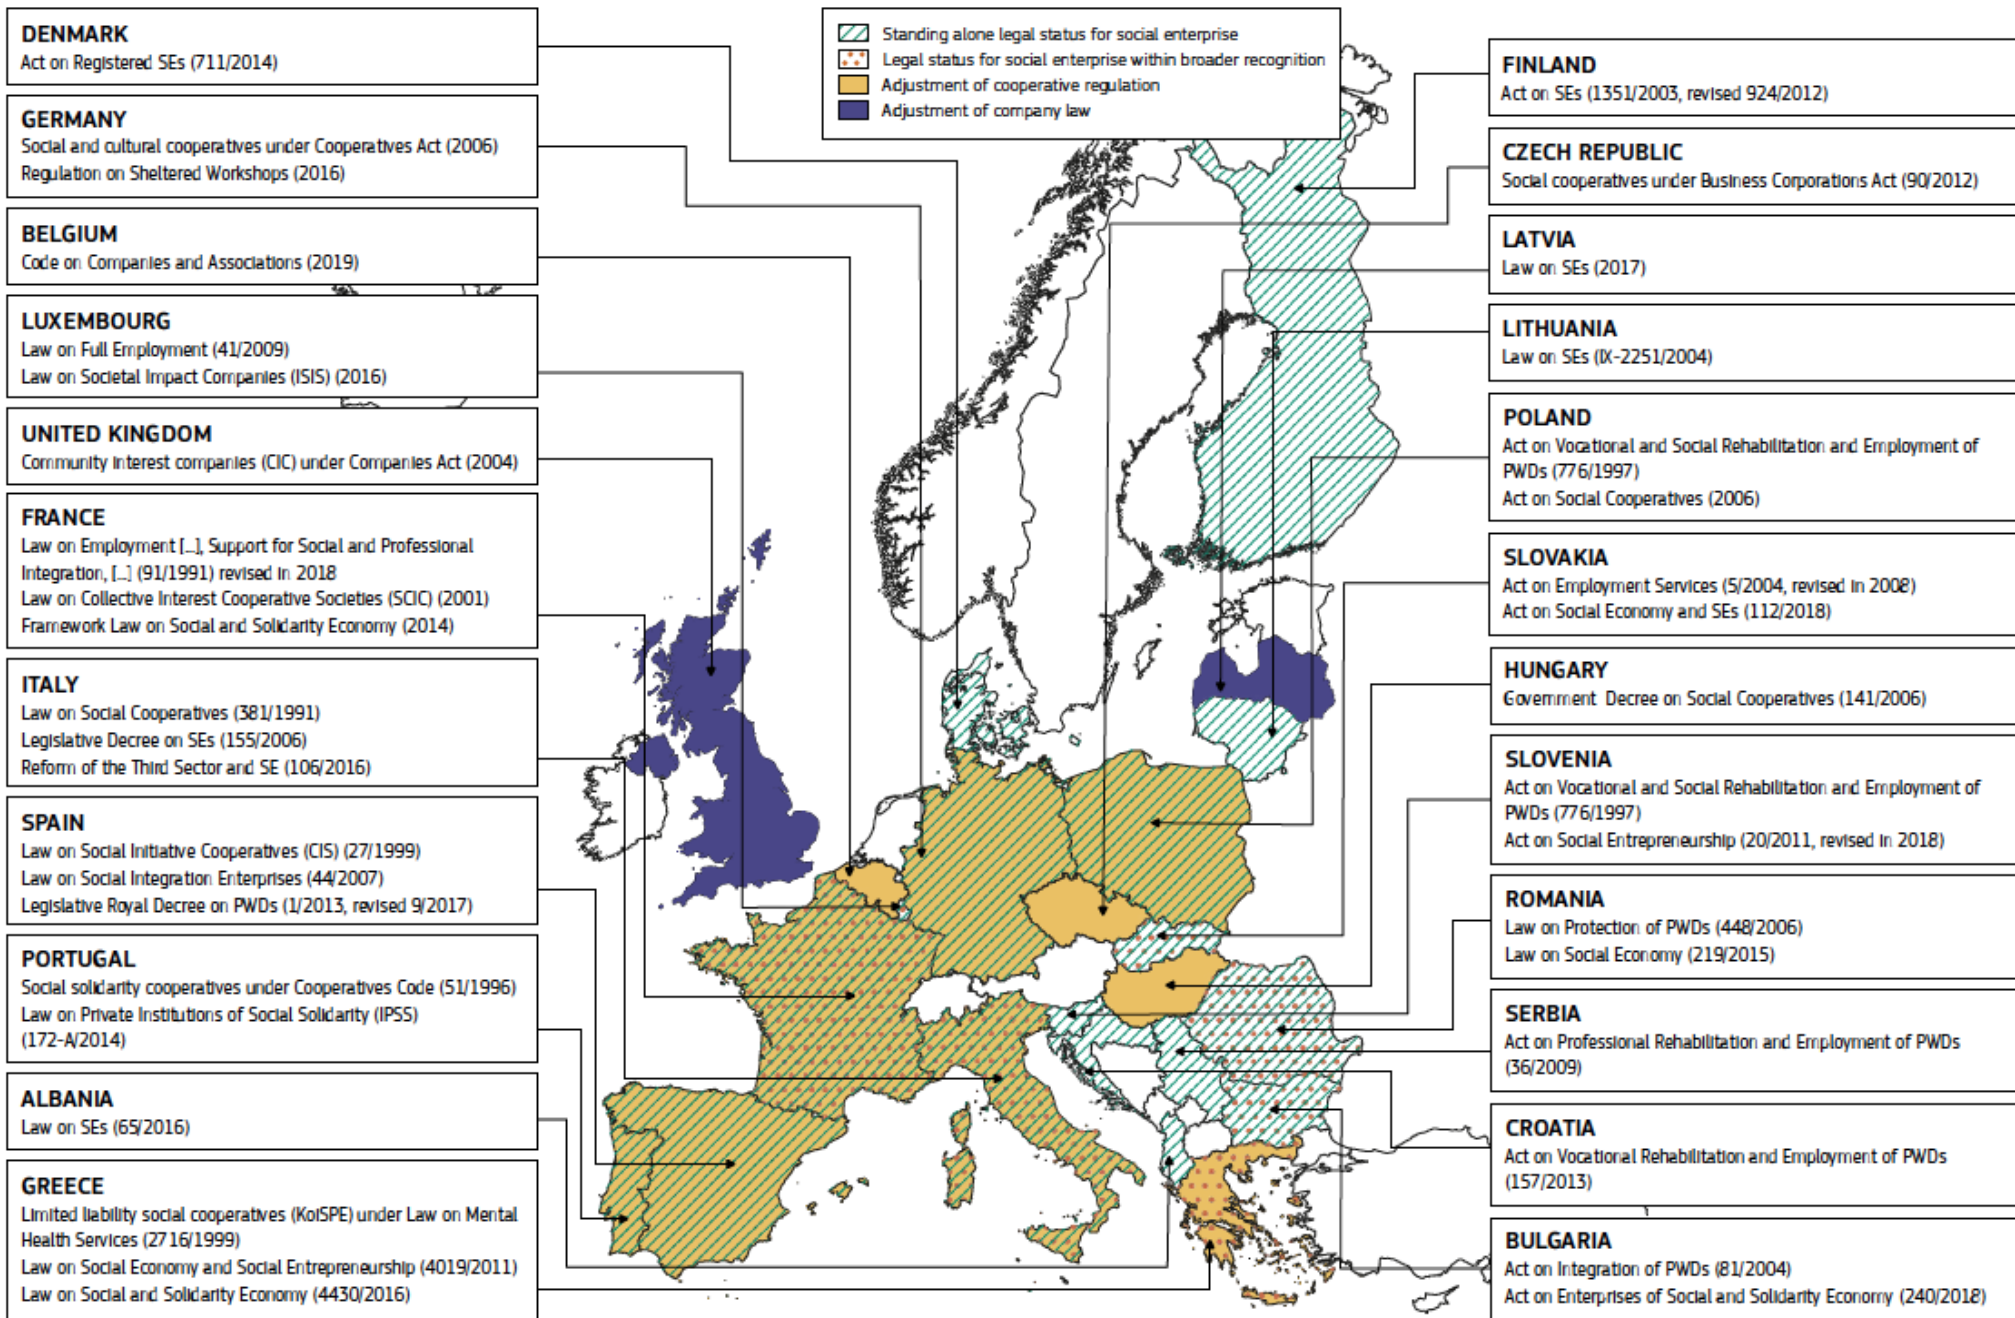 DENMARK
Act on Registered SEs (711/2014)
GERMANY
Social and cultural cooperatives under Cooperatives Act (2006)
Regulation on Sheltered Workshops (2016)
BELGIUM
Code on Companies and Associations (2019)
LUXEMBOURG
Law on Full Employment (41/2009)
Law on Societal Impact Companies (ISIS) (2016)
UNITED KINGDOM
Community interest companies (CIC) under Companies Act (2004)
FRANCE
Law on Employment [...], Support for Social and Professional
Integration, [...] (91/1991) revised in 2018
Law on Collective Interest Cooperative Societies (SCIC) (2001)
Framework Law on Social and Solidarity Economy (2014)
ITALY
Law on Social Cooperatives (381/1991)
Legislative Decree on SEs (155/2006)
Reform of the Third Sector and SE (106/2016)
SPAIN
Law on Social Initiative Cooperatives (CIS) (27/1999)
Law on Social Integration Enterprises (44/2007)
Legislative Royal Decree on PWDs (1/2013, revised 9/2017)
PORTUGAL
Social solidarity cooperatives under Cooperatives Code (51/1996)
Law on Private Institutions of Social Solidarity (IPSS)
(172-A/2014)
ALBANIA
Law on SEs (65/2016)
GREECE
Limited liability social cooperatives (KoiSPE) under Law on Mental
Health Services (2716/1999)
Law on Social Economy and Social Entrepreneurship (4019/2011)
Law on Social and Solidarity Economy (4430/2016)
Standing alone legal status for social enterprise
Legal status for social enterprise within broader recognition
Adjustment of cooperative regulation
Adjustment of company law
FINLAND
Act on SEs (1351/2003, revised 924/2012)
CZECH REPUBLIC
Social cooperatives under Business Corporations Act (90/2012)
LATVIA
Law on SEs (2017)
LITHUANIA
Law on SEs (IX-2251/2004)
POLAND
Act on Vocational and Social Rehabilitation and Employment of
PWDs (776/1997)
Act on Social Cooperatives (2006)
SLOVAKIA
Act on Employment Services (5/2004, revised in 2008)
Act on Social Economy and SEs (112/2018)
HUNGARY
Government Decree on Social Cooperatives (141/2006)
SLOVENIA
Act on Vocational and Social Rehabilitation and Employment of
PWDs (776/1997)
Act on Social Entrepreneurship (20/2011, revised in 2018)
ROMANIA
Law on Protection of PWDs (448/2006)
Law on Social Economy (219/2015)
SERBIA
Act on Professional Rehabilitation and Employment of PWDs
(36/2009)
CROATIA
Act on Vocational Rehabilitation and Employment of PWDs
(157/2013)
BULGARIA
Act on Integration of PWDs (81/2004)
Act on Enterprises of Social and Solidarity Economy (240/2018)